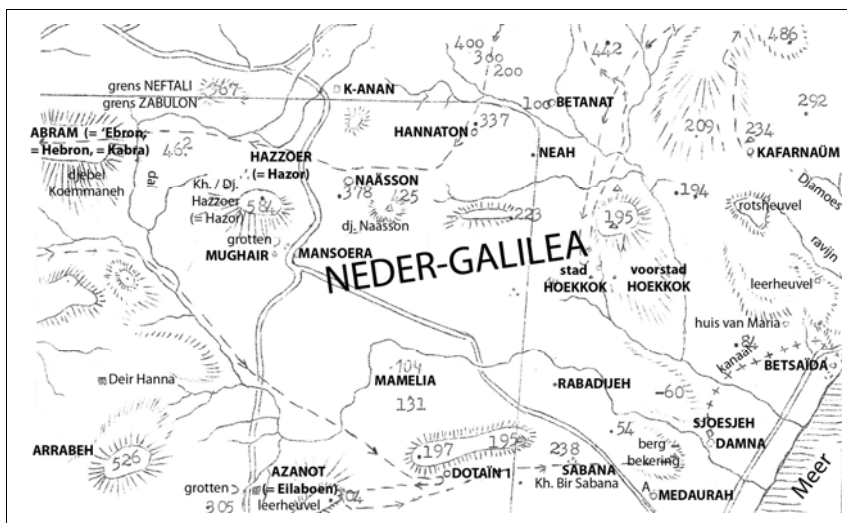 400
300
200
442
486
grens NEFTALI
367
grens ZABULON
K-ANAN
100
BETANAT
292
337
HANNATON
209
234
KAFARNAÜM
ABRAM (= 'Ebron,
= Hebron, = Kabra)
46.2
HAZZOER
(= Hazor)
NEAH
djebel
Koemmaneh
dal
NAÄSSON
378
425
Kh. / Dj.
Hazzoer
(= Hazor)
584
194
Djamoes
rotsheuvel
dj. Naässon
223
195
ravijn
grotten
MUGHAIR
MANSOERA
NEDER-GALILEA
stad
HOEKKOK
voorstad
HOEKKOK
leerheuvel
huis van Maria
kanaal
BETSAÏDA
104
MAMELIA
131
Deir Hanna
RABADIJEH
-60
SJOESJEH
DAMNA
ARRABEH
526
197
195
238
54
berg
bekering
DOTAÏN 1
SABANA
Kh. Bir Sabana
A
MEDAURAH
Meer
AZANOT
(= Eilaboen)
grotten
305
leerheuvel